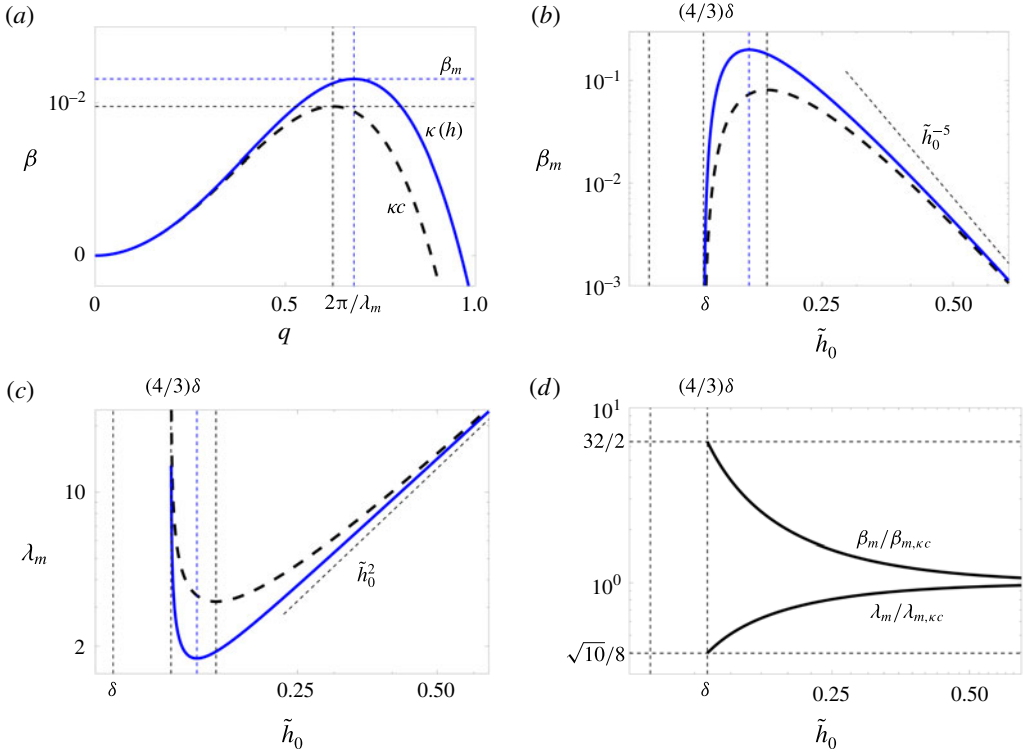 (a)
β_m
10^−2
κ(h)
β
κc
0
0
0.5
2π/λ_m
1.0
q
(b)
(4/3)δ
10^−1
h̃_0^−5
β_m
10^−2
10^−3
δ
0.25
0.50
h̃_0
(c)
(4/3)δ
10
λ_m
h̃_0^2
2
δ
0.25
0.50
h̃_0
(d)
(4/3)δ
10^1
32/2
β_m/β_m,κc
10^0
λ_m/λ_m,κc
√10/8
δ
0.25
0.50
h̃_0